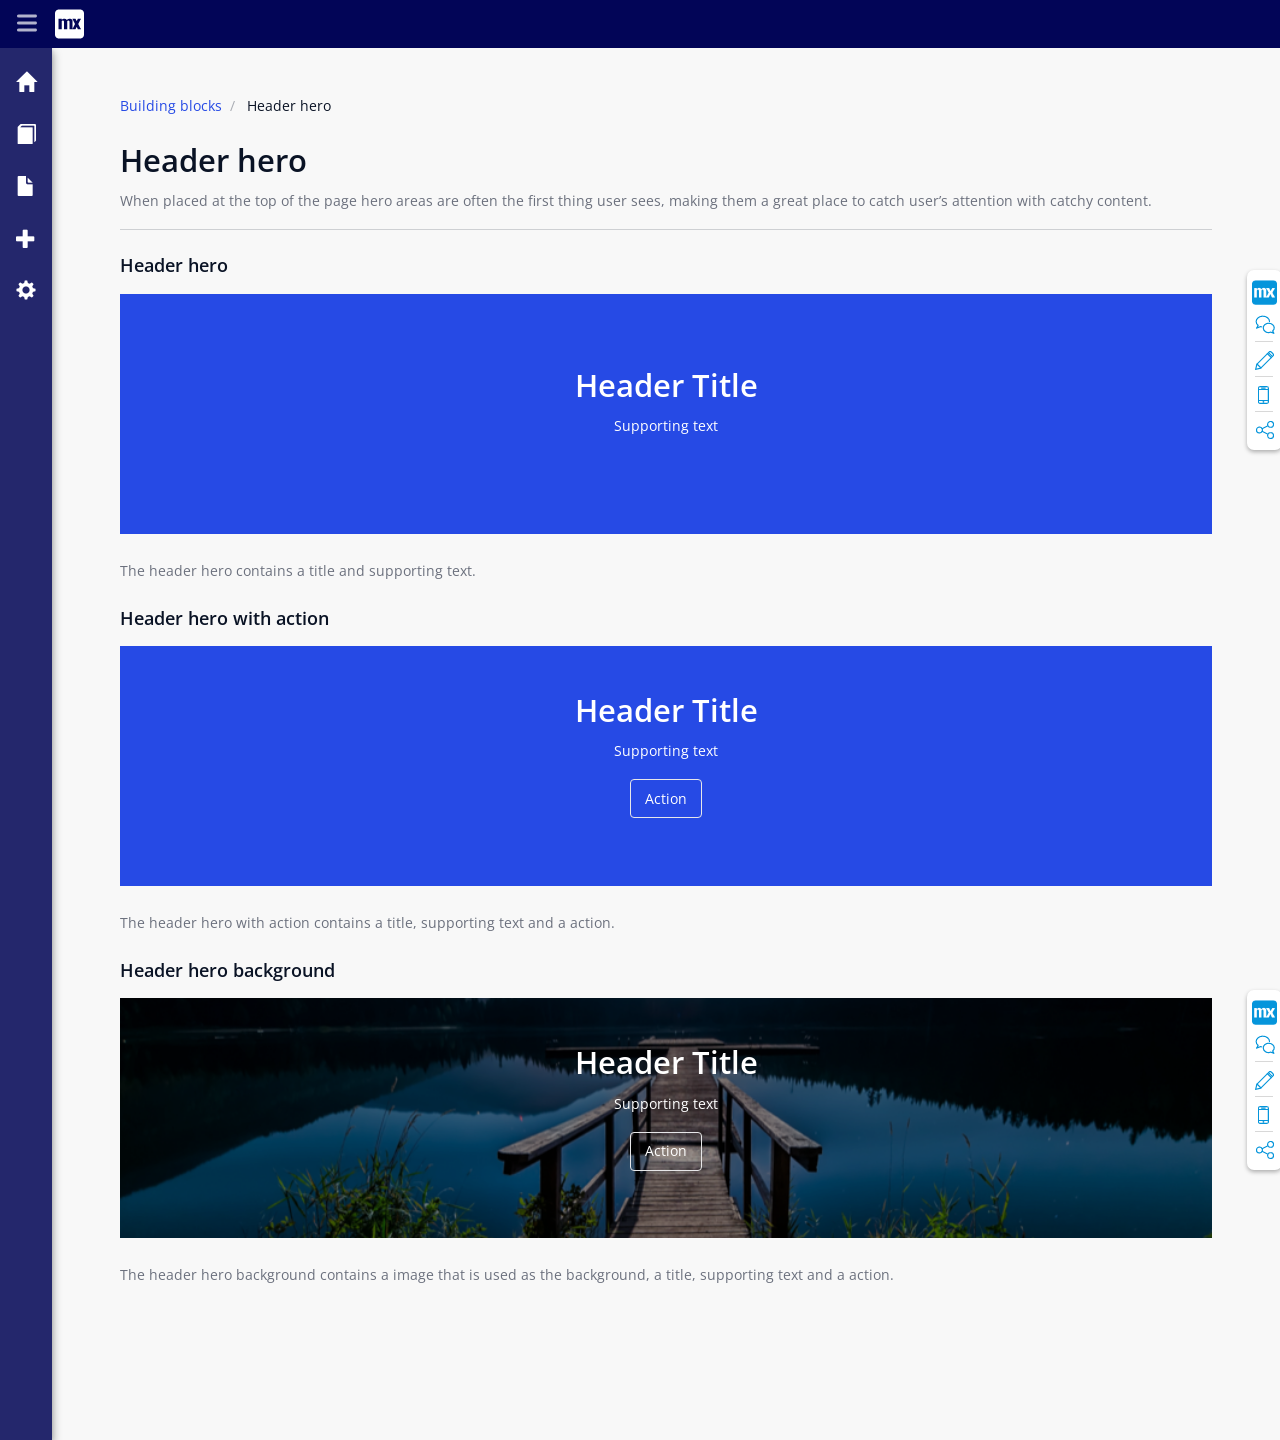 mx
Building blocks / Header hero
Header hero
When placed at the top of the page hero areas are often the first thing user sees, making them a great place to catch user’s attention with catchy content.
Header hero
mx
Header Title
Supporting text
The header hero contains a title and supporting text.
Header hero with action
Header Title
Supporting text
Action
The header hero with action contains a title, supporting text and a action.
Header hero background
mx
Header Title
Supporting text
Action
The header hero background contains a image that is used as the background, a title, supporting text and a action.